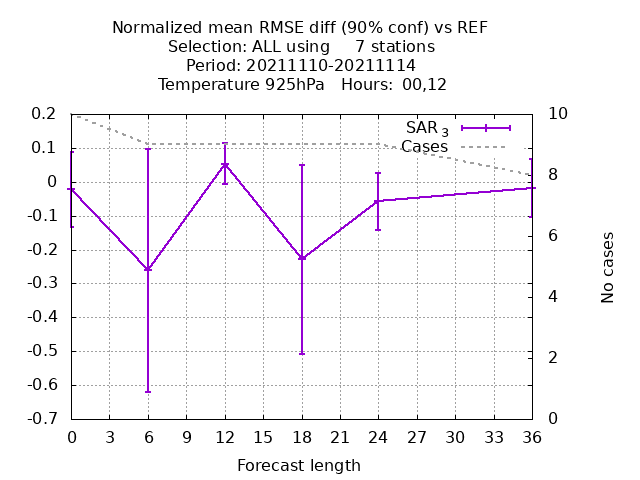 Normalized mean RMSE diff (90% conf) vs REF
Selection: ALL using     7 stations
Period: 20211110-20211114
Temperature 925hPa   Hours:  00,12
SAR 3
Cases
0.2
0.1
0
-0.1
-0.2
-0.3
-0.4
-0.5
-0.6
-0.7
10
8
6
4
2
0
No cases
0 3 6 9 12 15 18 21 24 27 30 33 36
Forecast length